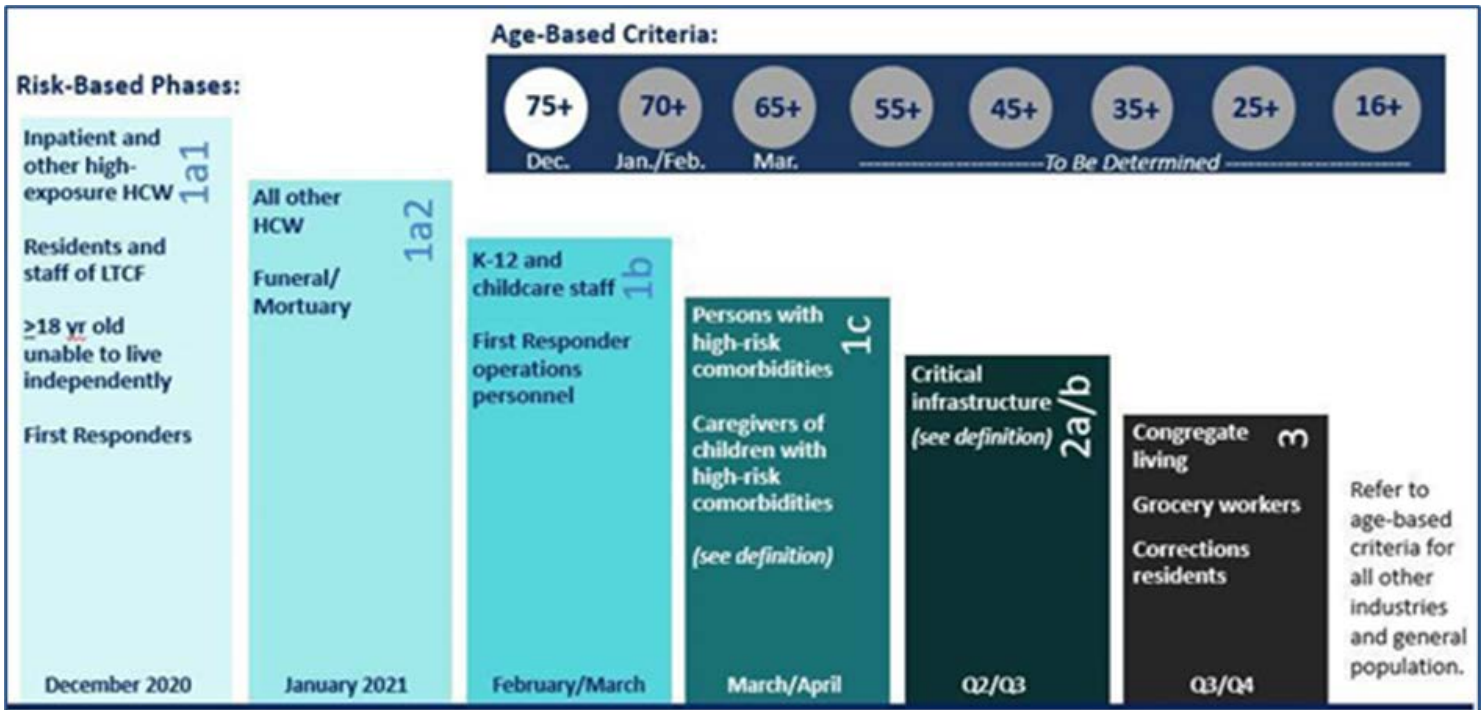 Age-Based Criteria:
75+
70+
65+
55+
45+
35+
25+
16+
Dec.
Jan./Feb.
Mar.
-------------------------To Be Determined -------------------------
Risk-Based Phases:
Inpatient and
other high-
exposure HCW
1a1
Residents and
staff of LTCF
≥18 yr old
unable to live
independently
First Responders
December 2020
All other
HCW
1a2
Funeral/
Mortuary
January 2021
K-12 and
childcare staff
1b
First Responder
operations
personnel
February/March
Persons with
high-risk
comorbidities
1c
Caregivers of
children with
high-risk
comorbidities
(see definition)
March/April
Critical
infrastructure
(see definition)
2a/b
Q2/Q3
Congregate
living
3
Grocery workers
Corrections
residents
Q3/Q4
Refer to
age-based
criteria for
all other
industries
and general
population.